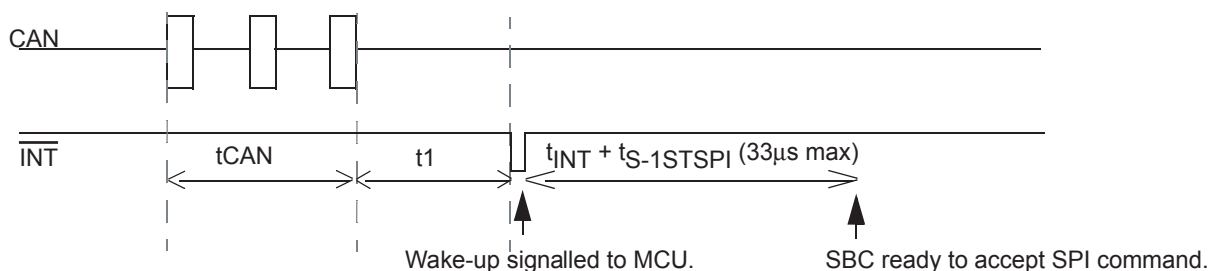 CAN
INT
tCAN
t1
tINT + tS-1STSPI (33μs max)
Wake-up signalled to MCU.
SBC ready to accept SPI command.